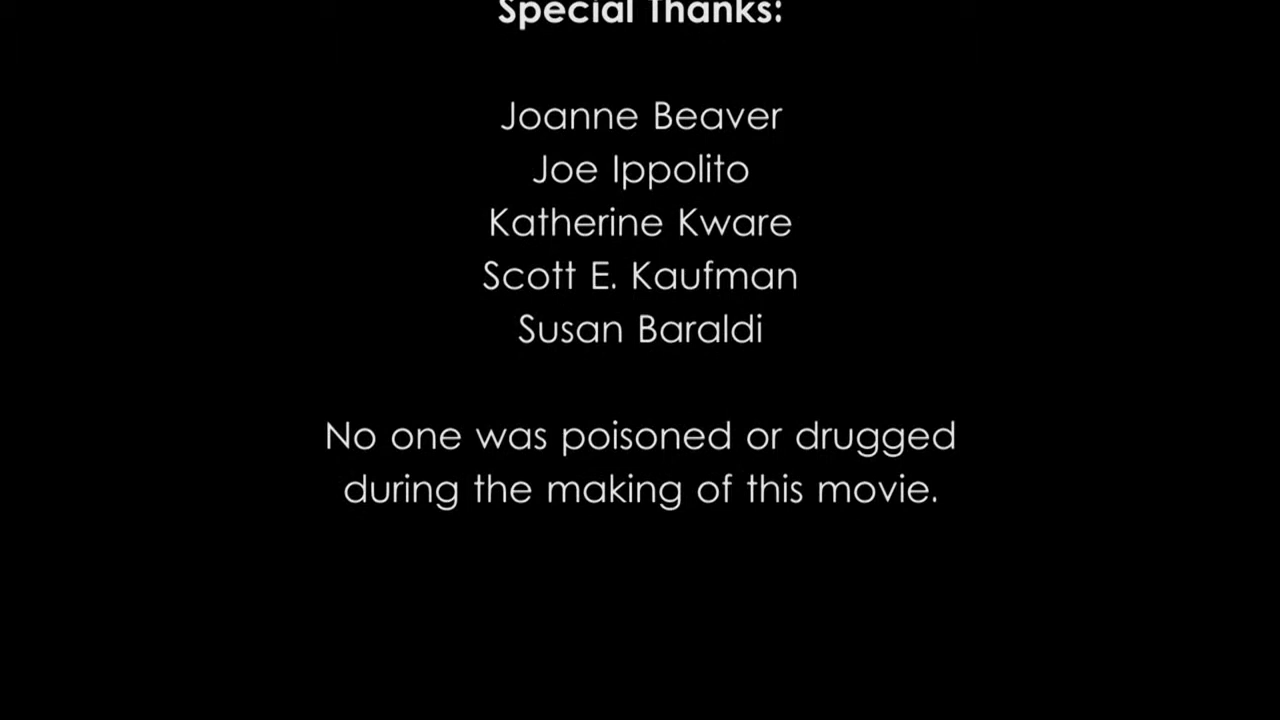 Special Thanks:
Joanne Beaver
Joe Ippolito
Katherine Kware
Scott E. Kaufman
Susan Baraldi
No one was poisoned or drugged
during the making of this movie.